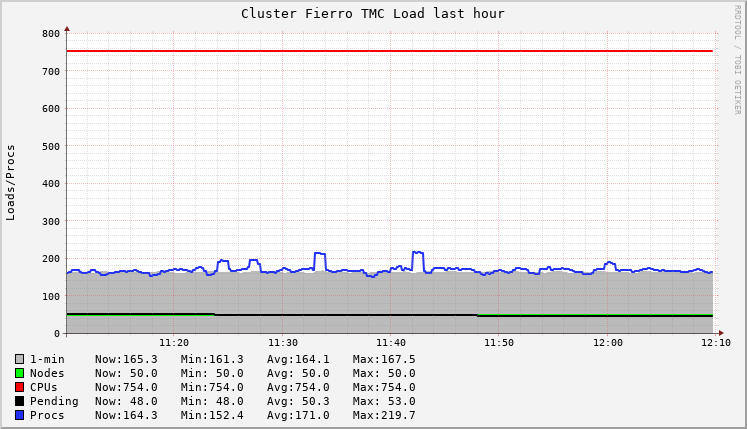 Cluster Fierro TMC Load last hour
RRDTOOL / TOBI OETIKER
Loads/Procs
800
700
600
500
400
300
200
100
0
11:20 11:30 11:40 11:50 12:00 12:10
1-min Now:165.3 Min:161.3 Avg:164.1 Max:167.5
Nodes Now: 50.0 Min: 50.0 Avg: 50.0 Max: 50.0
CPUs Now:754.0 Min:754.0 Avg:754.0 Max:754.0
Pending Now: 48.0 Min: 48.0 Avg: 50.3 Max: 53.0
Procs Now:164.3 Min:152.4 Avg:171.0 Max:219.7